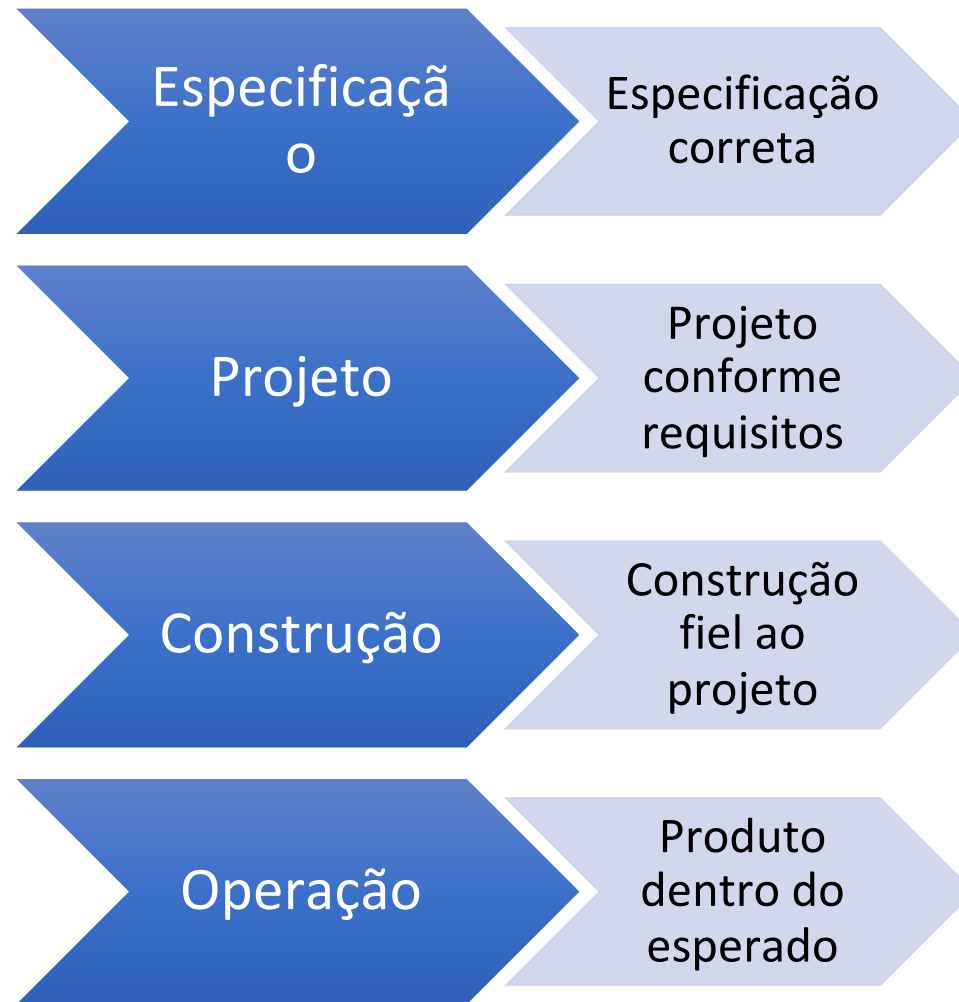 Especificaçã
o
Especificação
correta
Projeto
Projeto
conforme
requisitos
Construção
Construção
fiel ao
projeto
Operação
Produto
dentro do
esperado